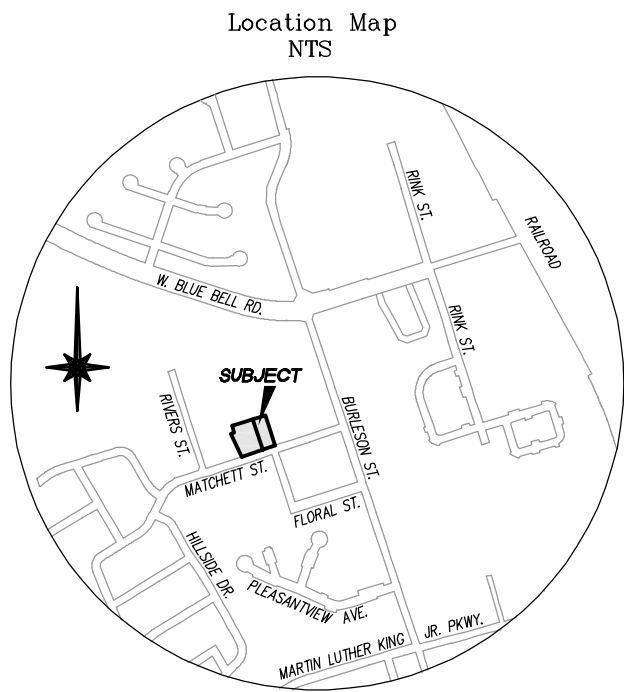 Location Map
NTS
RINK ST.
RAILROAD
W. BLUE BELL RD.
RINK ST.
SUBJECT
RIVERS ST.
BURLESON ST.
MATCHETT ST.
FLORAL ST.
HILLSIDE DR.
PLEASANTVIEW AVE.
MARTIN LUTHER KING JR. PKWY.